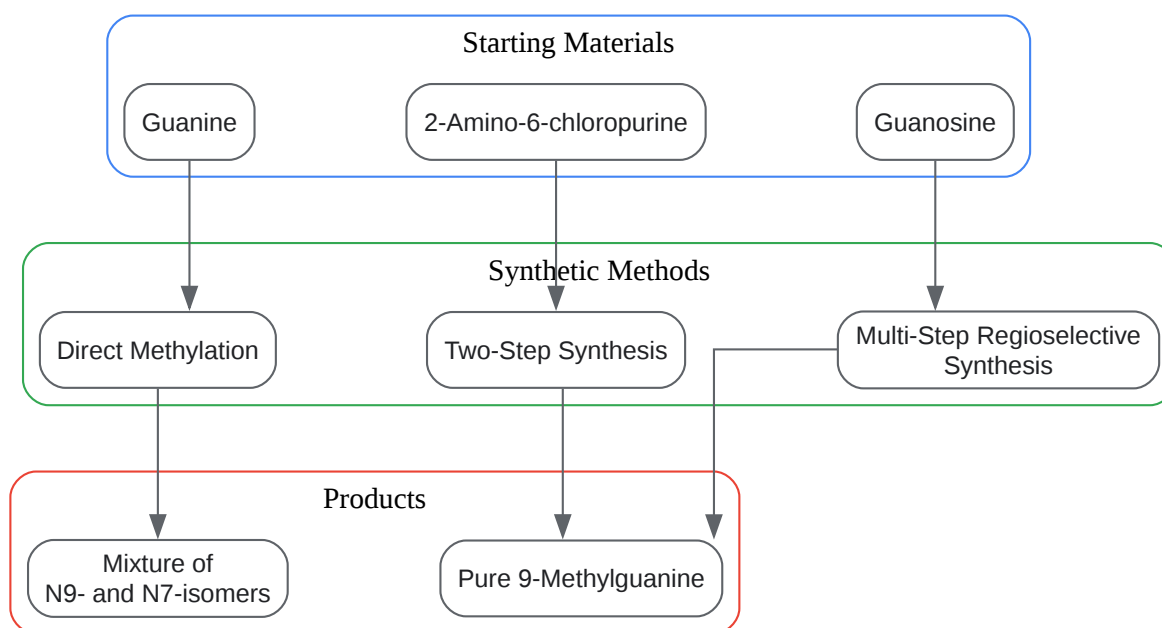 Starting Materials
Guanine
2-Amino-6-chloropurine
Guanosine
Synthetic Methods
Direct Methylation
Two-Step Synthesis
Multi-Step Regioselective
Synthesis
Products
Mixture of
N9- and N7-isomers
Pure 9-Methylguanine